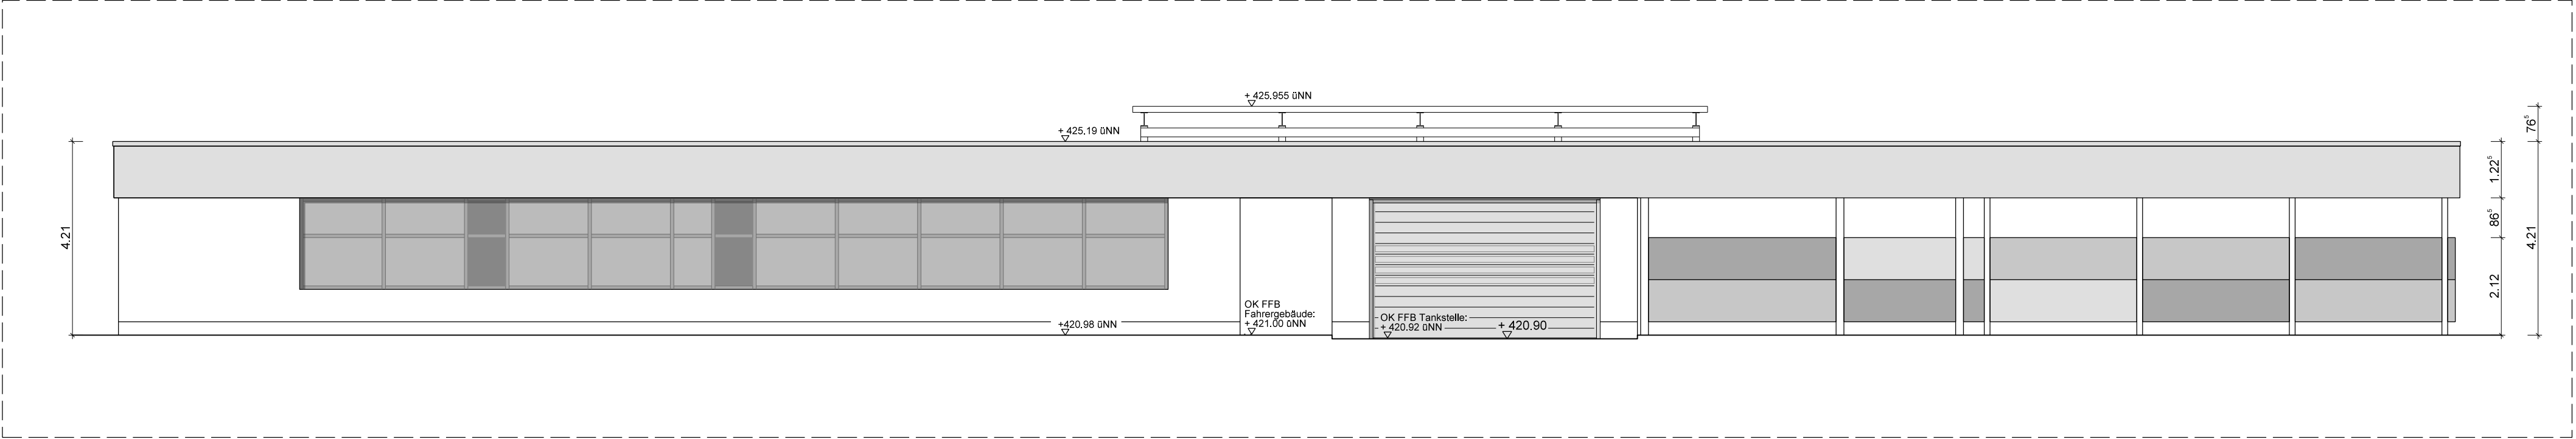 + 425.955 üNN
+ 425.19 üNN
76⁵
1.22⁵
86⁵
4.21
4.21
2.12
OK FFB
Fahrergebäude:
+ 421.00 üNN
+420.98 üNN
OK FFB Tankstelle:
+ 420.92 üNN
+ 420.90